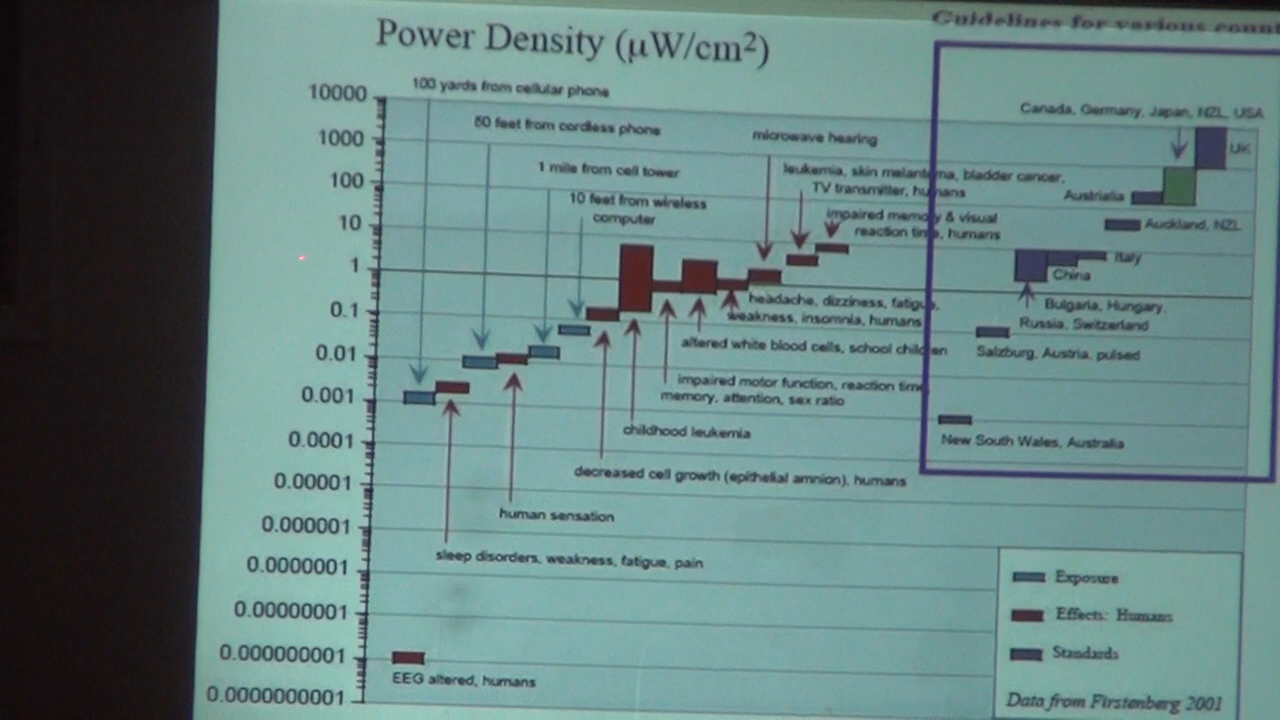 Guidelines for various
Power Density (µW/cm²)
10000
1000
100
10
1
0.1
0.01
0.001
0.0001
0.00001
0.000001
0.0000001
0.00000001
0.000000001
0.0000000001
100 yards from cellular phone
50 feet from cordless phone
1 mile from cell tower
10 feet from wireless
computer
microwave hearing
leukemia, skin melanoma, bladder cancer,
TV transmitter, humans
impaired memory & visual
reaction time, humans
headache, dizziness, fatigue,
weakness, insomnia, humans
altered white blood cells, school children
impaired motor function, reaction time
memory, attention, sex ratio
childhood leukemia
decreased cell growth (epithelial amnion), humans
human sensation
sleep disorders, weakness, fatigue, pain
EEG altered, humans
Canada, Germany, Japan, NZL, USA
UK
Austrialia
Auckland, NZL
Italy
China
Bulgaria, Hungary,
Russia, Switzerland
Salzburg, Austria, pulsed
New South Wales, Australia
Exposure
Effects: Humans
Standards
Data from Firstenberg 2001